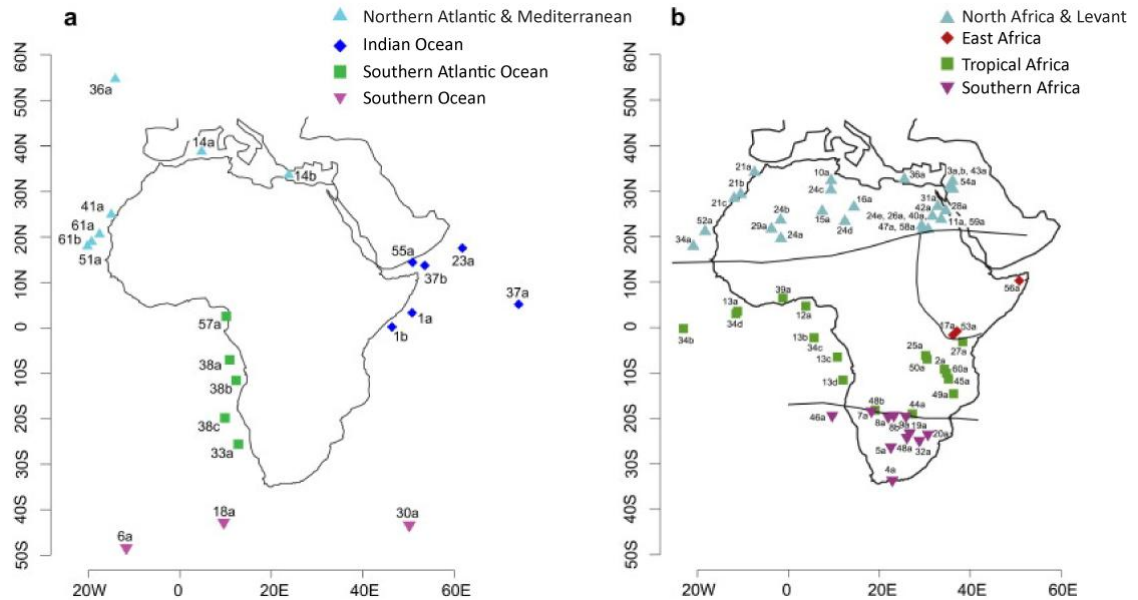 a
Northern Atlantic & Mediterranean
Indian Ocean
Southern Atlantic Ocean
Southern Ocean
60N
50N
40N
30N
20N
10N
0
10S
20S
30S
40S
50S
36a
14a
14b
41a
61a
61b
51a
55a
23a
37b
37a
1a
1b
57a
38a
38b
38c
33a
18a
30a
6a
20W
0
20E
40E
60E
b
North Africa & Levant
East Africa
Tropical Africa
Southern Africa
60N
50N
40N
30N
20N
10N
0
10S
20S
30S
40S
50S
21a
10a
36a
3a,b, 43a
54a
21b
24c
21c
16a
31a
42a
28a
52a
24b
15a
24e, 26a, 40a
11a, 59a
29a
24a
24d
47a, 58a
34a
56a
39a
13a
12a
34d
17a
53a
34b
13b
34c
27a
25a
13c
50a
2a
60a
45a
13d
49a
48b
44a
46a
7a
8a
8b
9a
19a
20a
5a
48a
32a
4a
20W
0
20E
40E
60E